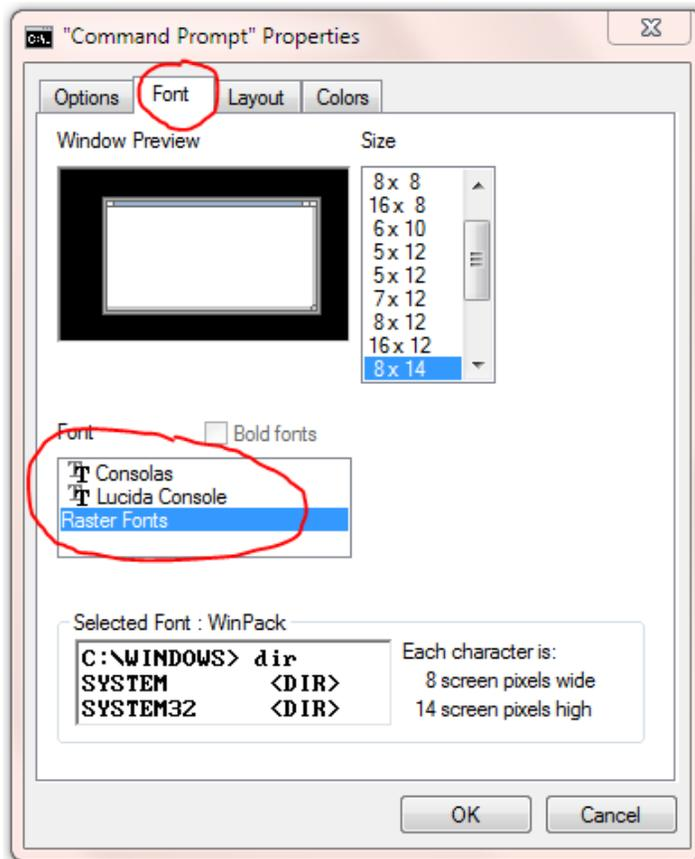 C:\. "Command Prompt" Properties
Options Font Layout Colors
Window Preview
Size
8 x 8
16 x 8
6 x 10
5 x 12
5 x 12
7 x 12
8 x 12
16 x 12
8 x 14
Font
Bold fonts
Consolas
Lucida Console
Raster Fonts
Selected Font : WinPack
C:\WINDOWS> dir
SYSTEM <DIR>
SYSTEM32 <DIR>
Each character is:
8 screen pixels wide
14 screen pixels high
OK Cancel